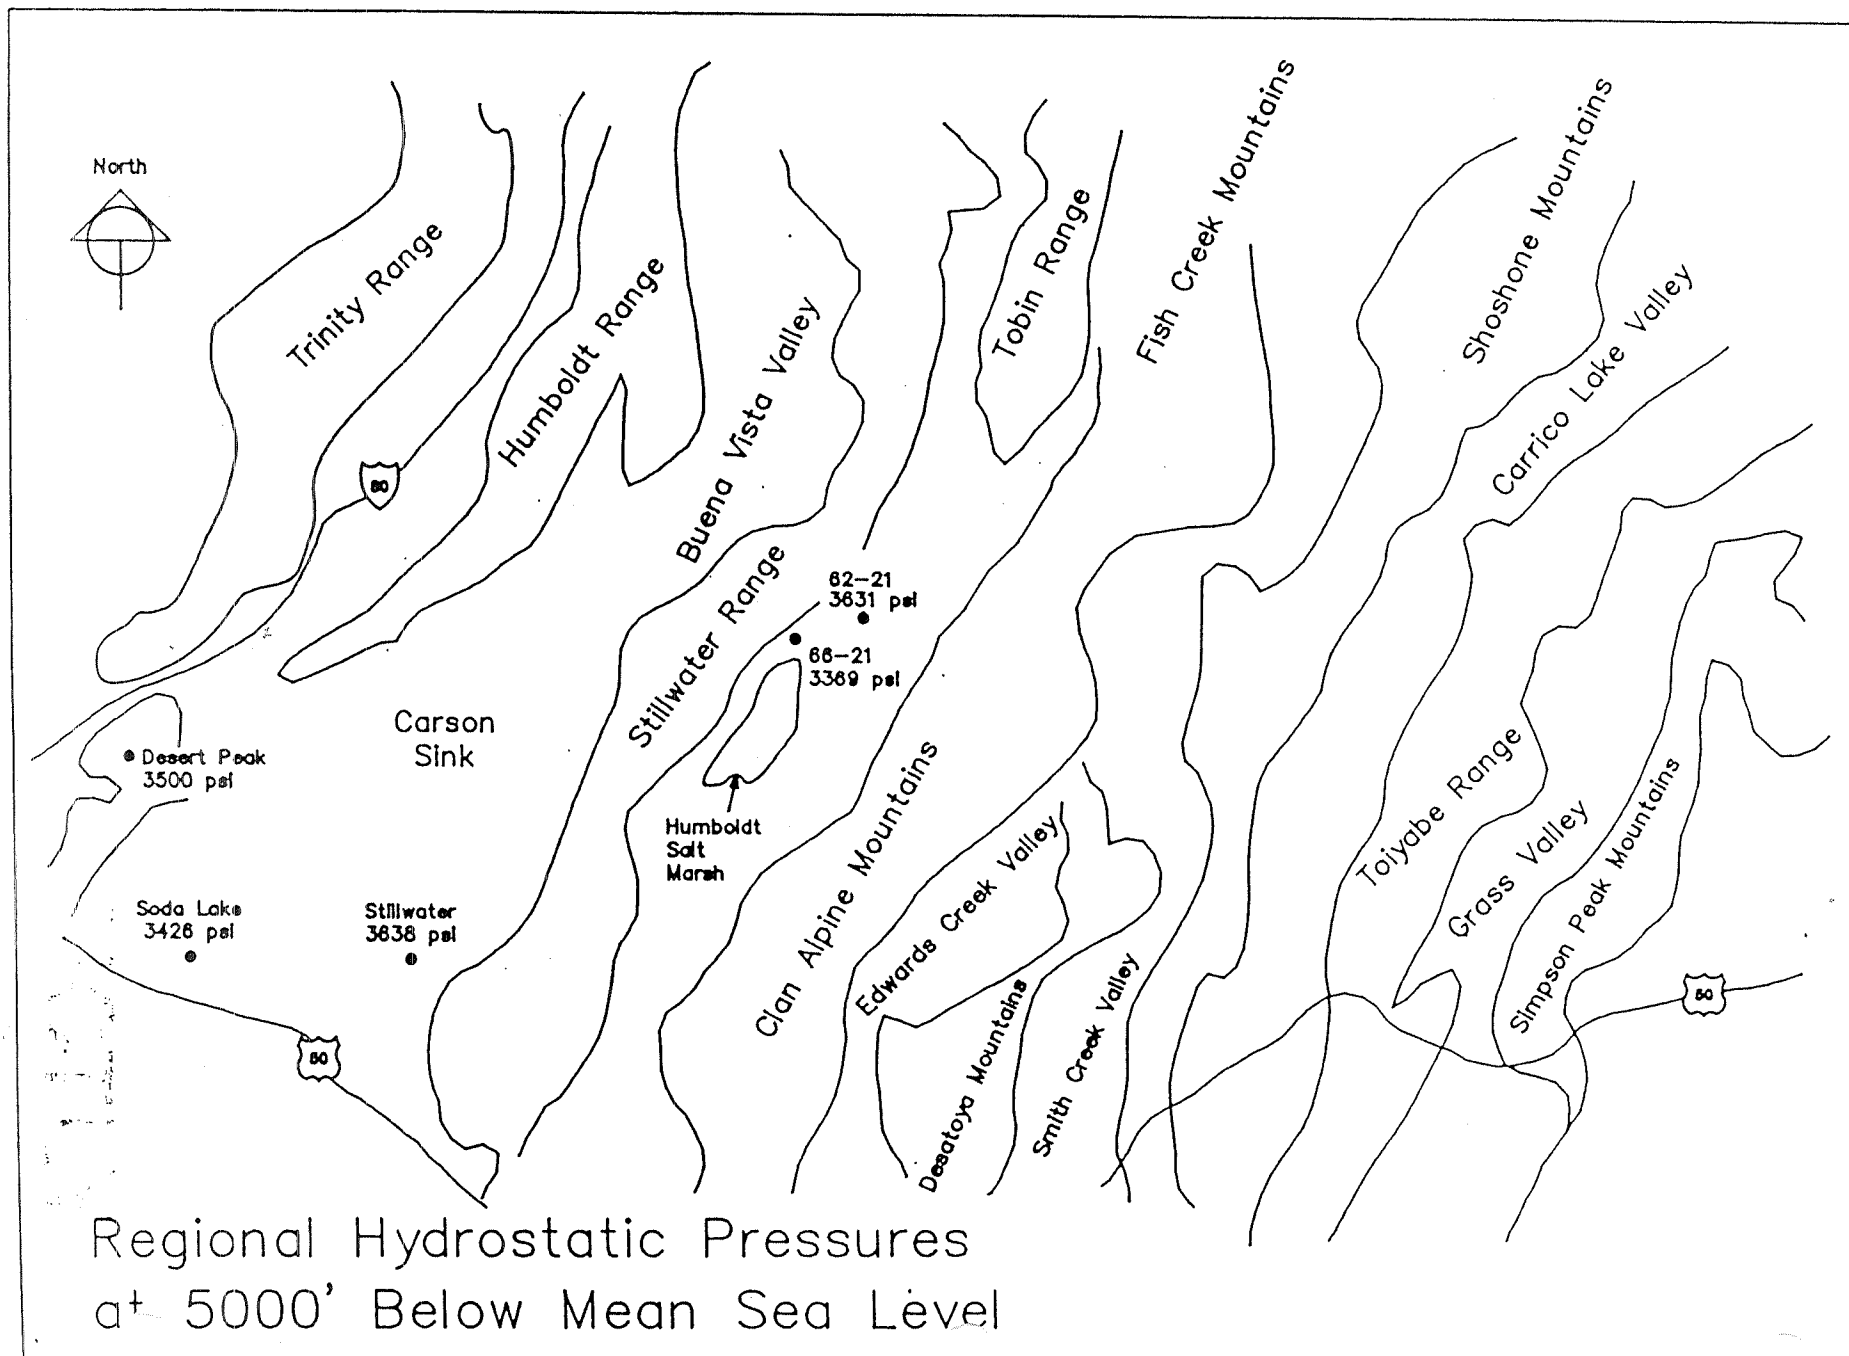 North
Trinity Range
Humboldt Range
Buena Vista Valley
Stillwater Range
Tobin Range
Fish Creek Mountains
Shoshone Mountains
Carrico Lake Valley
80
62-21
3631 psi
66-21
3369 psi
Carson
Sink
Desert Peak
3500 psi
Humboldt
Salt
Marsh
Soda Lake
3426 psi
Stillwater
3638 psi
Clan Alpine Mountains
Edwards Creek Valley
Desatoya Mountains
Smith Creek Valley
Toiyabe Range
Grass Valley
Simpson Peak Mountains
50
50
Regional Hydrostatic Pressures
at 5000' Below Mean Sea Level